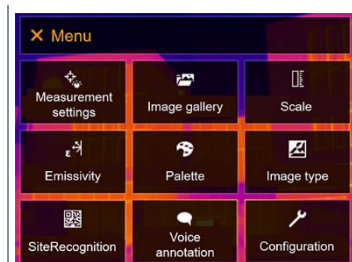 Menu
Measurement
settings
Image gallery
Scale
Emissivity
Palette
Image type
SiteRecognition
Voice
annotation
Configuration